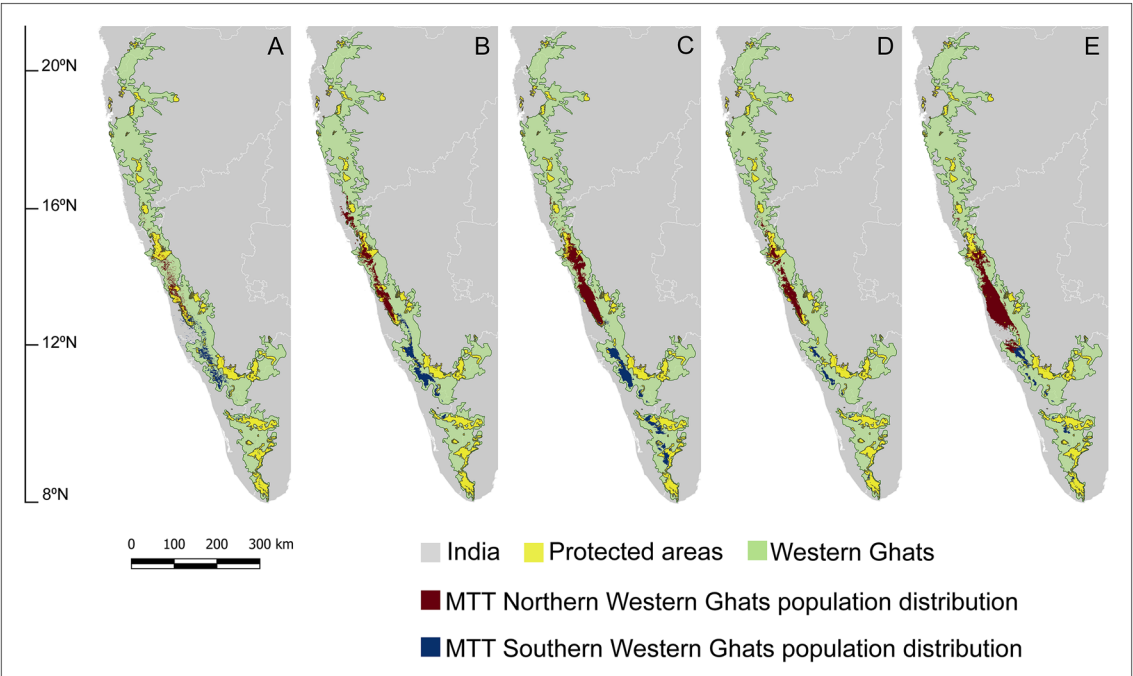 A B C D E
20ºN
16ºN
12ºN
8ºN
0 100 200 300 km
India Protected areas Western Ghats
MTT Northern Western Ghats population distribution
MTT Southern Western Ghats population distribution